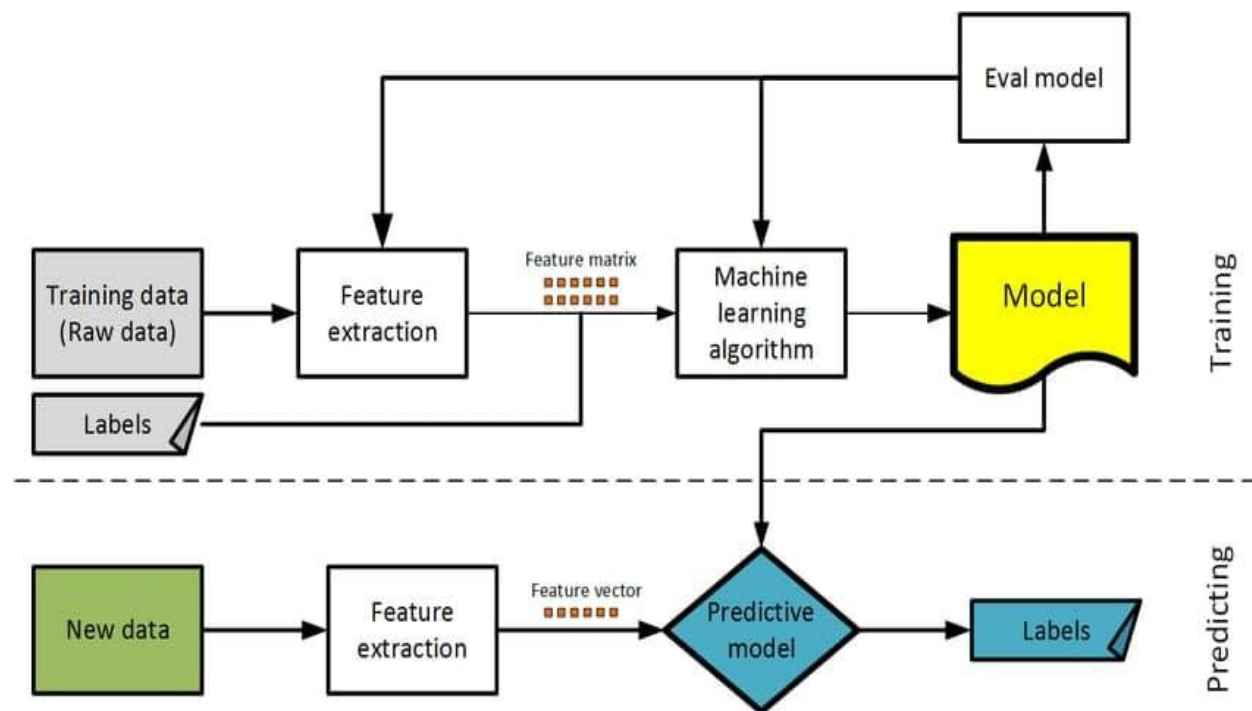 Eval model
Training data
(Raw data)
Feature
extraction
Feature matrix
Machine
learning
algorithm
Model
Training
Labels
New data
Feature
extraction
Feature vector
Predictive
model
Labels
Predicting